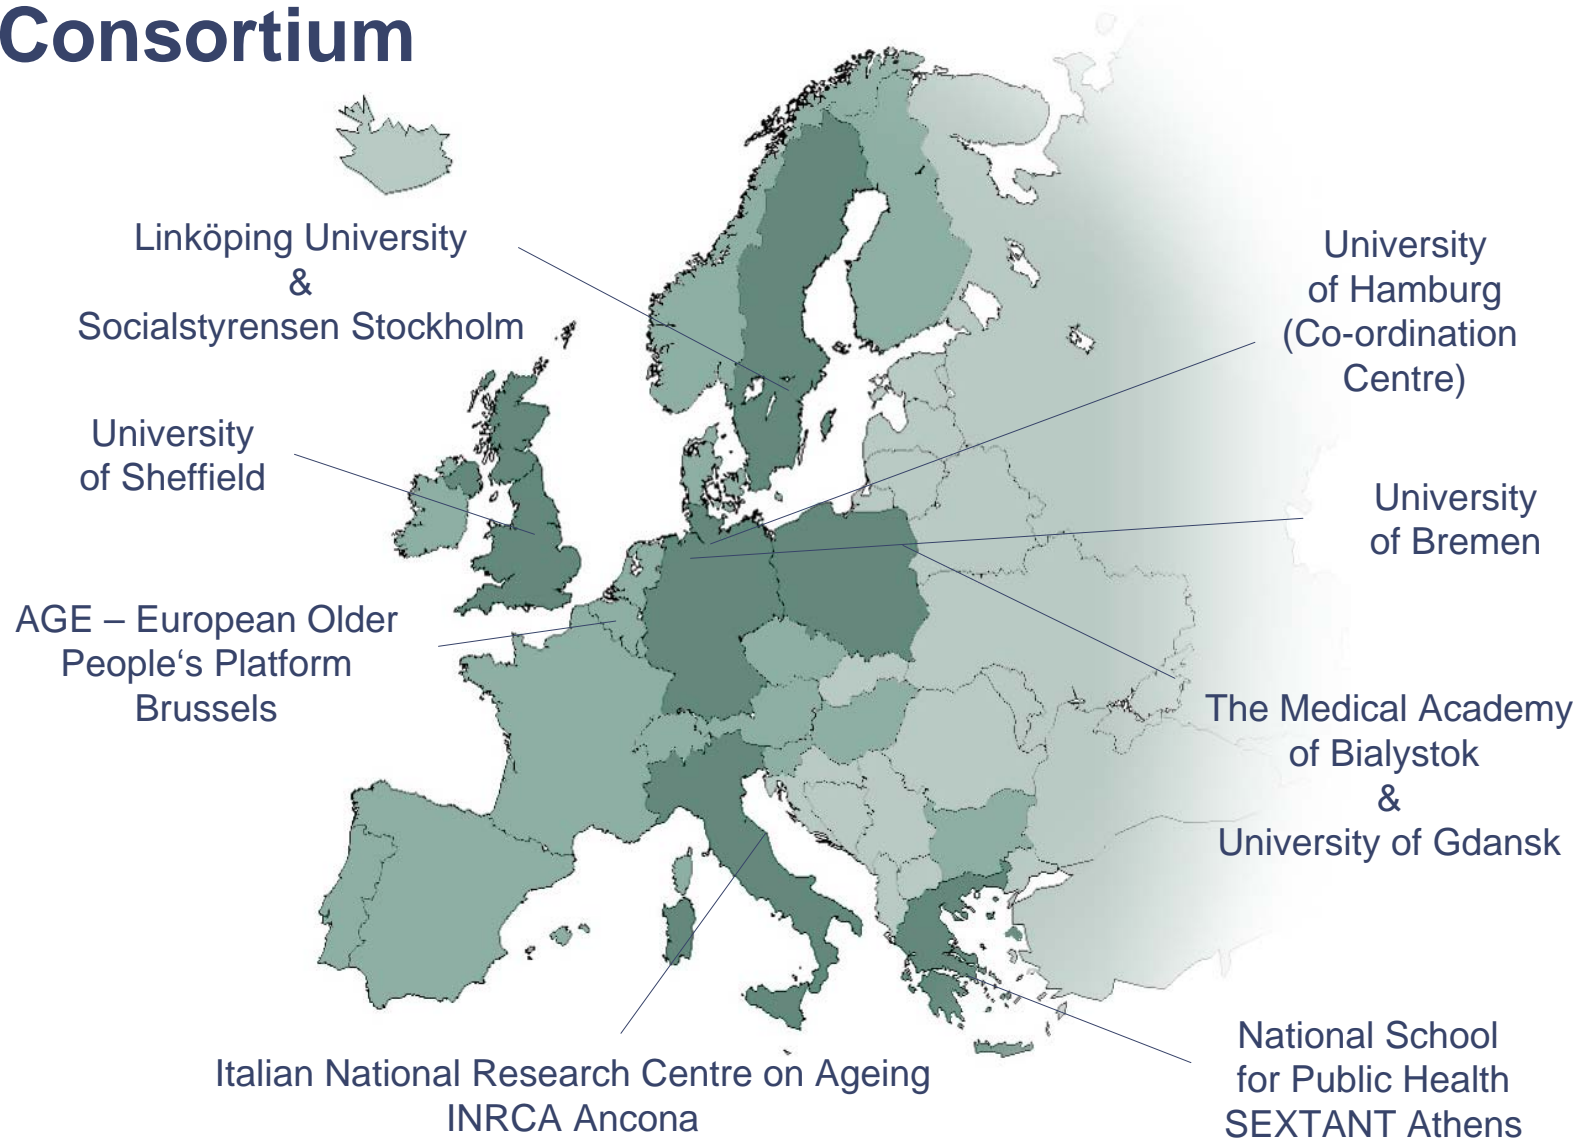 Consortium
Linköping University
&
Socialstyrensen Stockholm
University
of Hamburg
(Co-ordination
Centre)
University
of Sheffield
University
of Bremen
AGE – European Older
People‘s Platform
Brussels
The Medical Academy
of Bialystok
&
University of Gdansk
Italian National Research Centre on Ageing
INRCA Ancona
National School
for Public Health
SEXTANT Athens